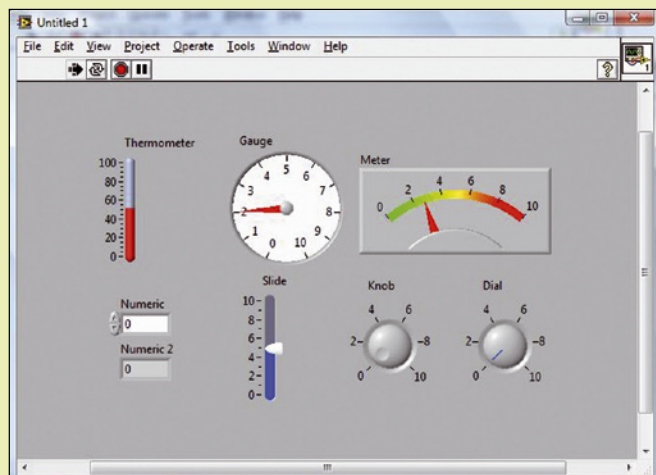 Untitled 1
File Edit View Project Operate Tools Window Help
? 1
Thermometer
100
80
60
40
20
0
Gauge
0 1 2 3 4 5 6 7 8 9 10
Meter
0 2 4 6 8 10
Numeric
0
Numeric 2
0
Slide
10
8
6
4
2
0
Knob
0 2 4 6 8 10
Dial
0 2 4 6 8 10